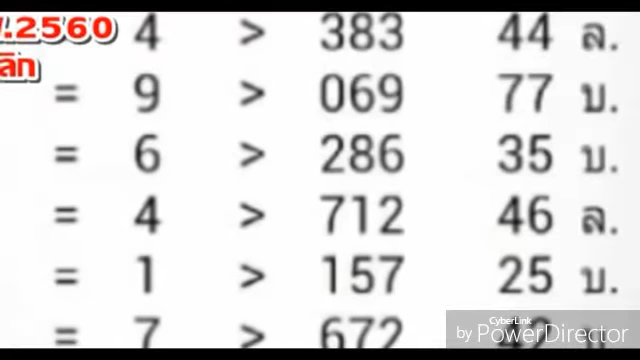 .2560 4 > 383 44 ล.
ลิก
= 9 > 069 77 บ.
= 6 > 286 35 บ.
= 4 > 712 46 ล.
= 1 > 157 25 บ.
= 7 > 672
CyberLink
by PowerDirector